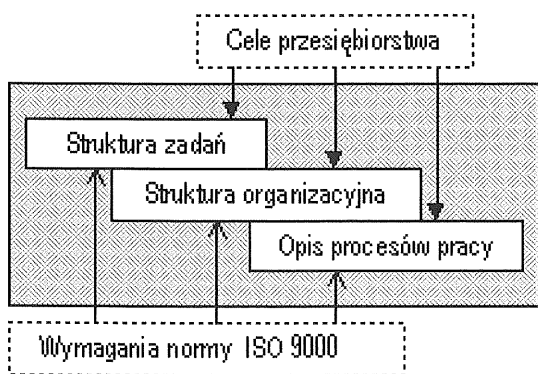 Cele przesiębiorstwa
Struktura zadań
Struktura organizacyjna
Opis procesów pracy
Wymagania normy ISO 9000